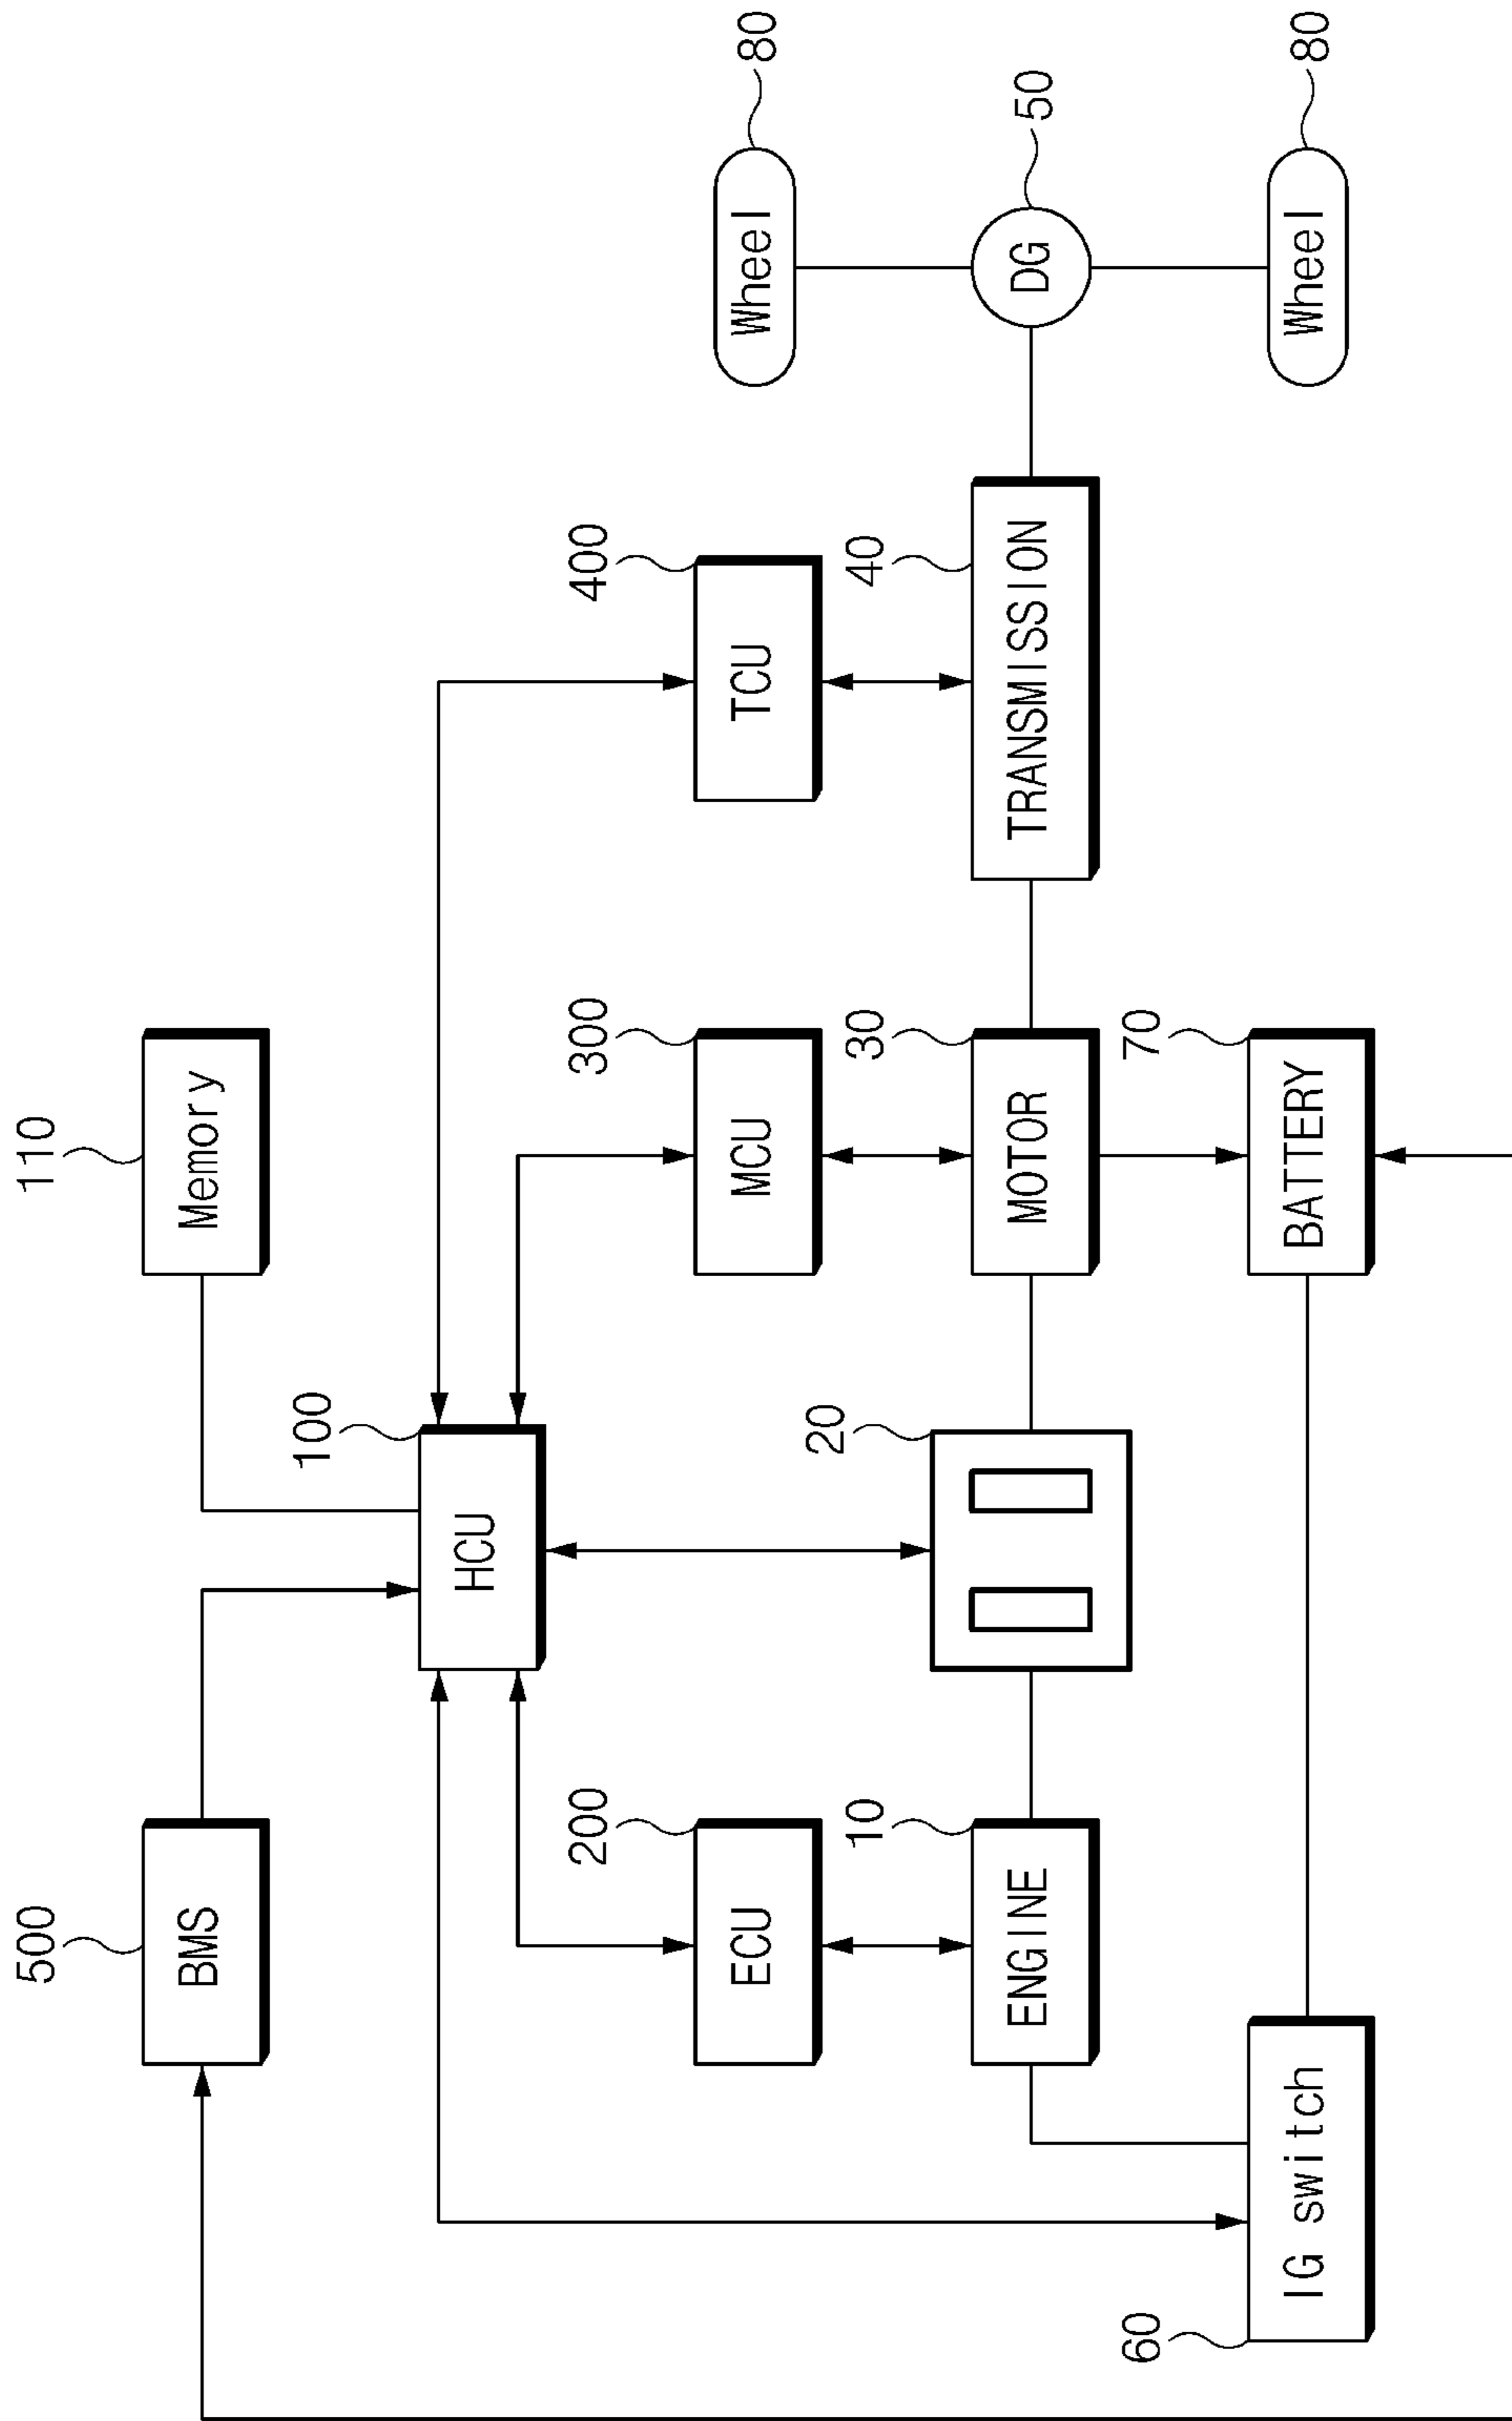 500
BMS
110
Memory
100
HCU
200
ECU
300
MCU
400
TCU
Wheel
80
10
ENGINE
20
30
MOTOR
40
TRANSMISSION
DG
50
60
IG switch
70
BATTERY
Wheel
80